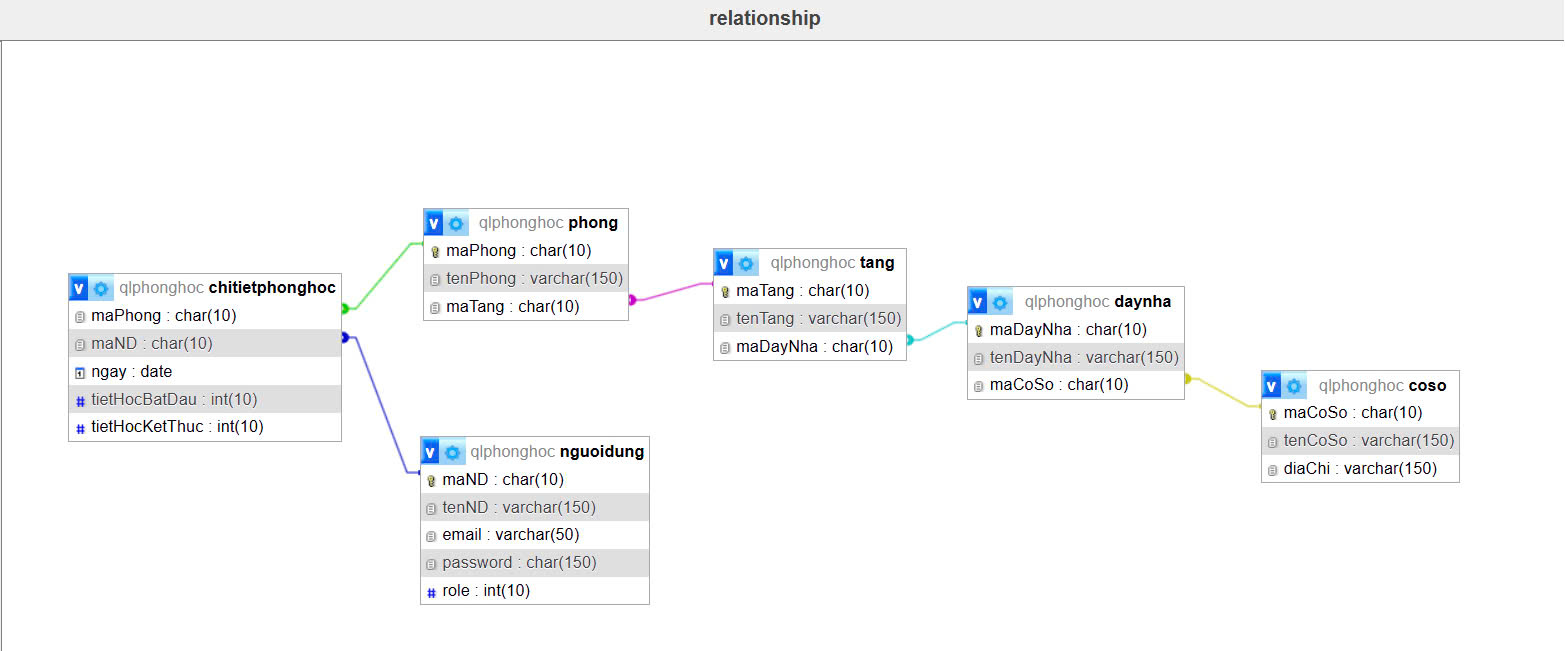 relationship
qlphonghoc chitietphonghoc
maPhong : char(10)
maND : char(10)
ngay : date
tietHocBatDau : int(10)
tietHocKetThuc : int(10)
qlphonghoc phong
maPhong : char(10)
tenPhong : varchar(150)
maTang : char(10)
qlphonghoc nguoidung
maND : char(10)
tenND : varchar(150)
email : varchar(50)
password : char(150)
role : int(10)
qlphonghoc tang
maTang : char(10)
tenTang : varchar(150)
maDayNha : char(10)
qlphonghoc daynha
maDayNha : char(10)
tenDayNha : varchar(150)
maCoSo : char(10)
qlphonghoc coso
maCoSo : char(10)
tenCoSo : varchar(150)
diaChi : varchar(150)